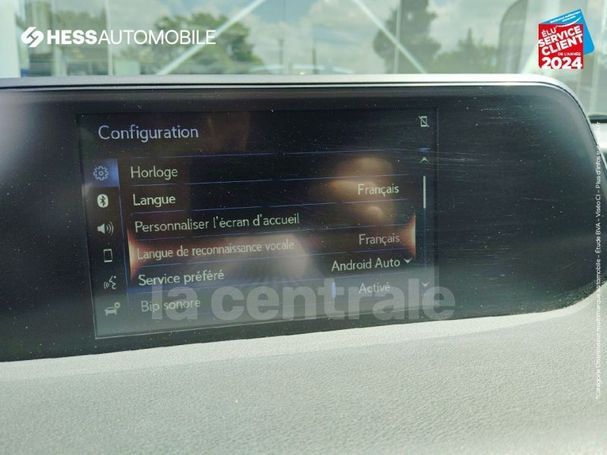 HESSAUTOMOBILE
ÉLU
SERVICE
CLIENT
DE L'ANNÉE
2024
Configuration
Horloge
Langue Français
Personnaliser l'écran d'accueil
Langue de reconnaissance vocale Français
Service préféré Android Auto
Bip sonore Activé
la centrale